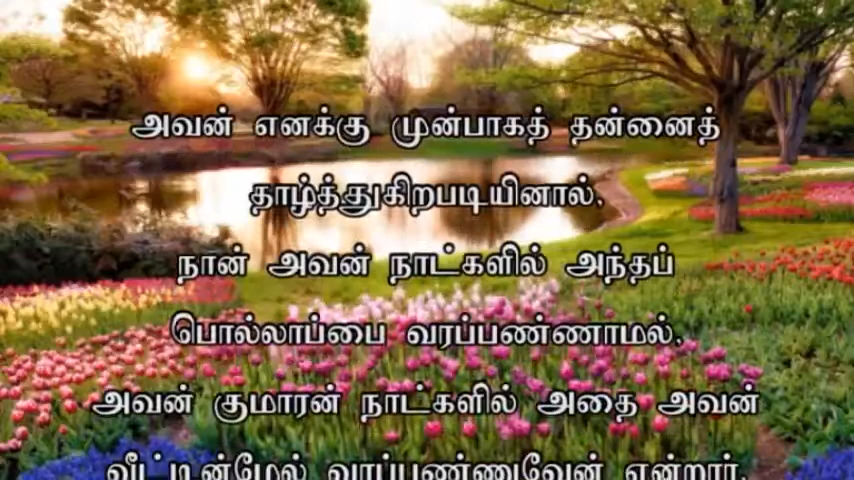 அவன் எனக்கு முன்பாகத் தன்னைத்
தாழ்த்துகிறபடியினால்,
நான் அவன் நாட்களில் அந்தப்
பொல்லாப்பை வரப்பண்ணாமல்,
அவன் குமாரன் நாட்களில் அதை அவன்
வீட்டின்மேல் வரப்பண்ணுவேன் என்றார்.